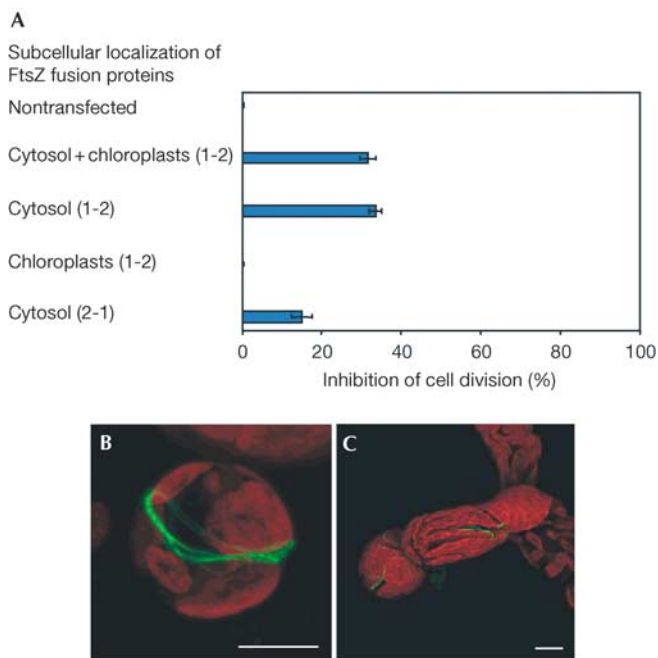 A
Subcellular localization of
FtsZ fusion proteins
Nontransfected
Cytosol + chloroplasts (1-2)
Cytosol (1-2)
Chloroplasts (1-2)
Cytosol (2-1)
0 20 40 60 80 100
Inhibition of cell division (%)
B C